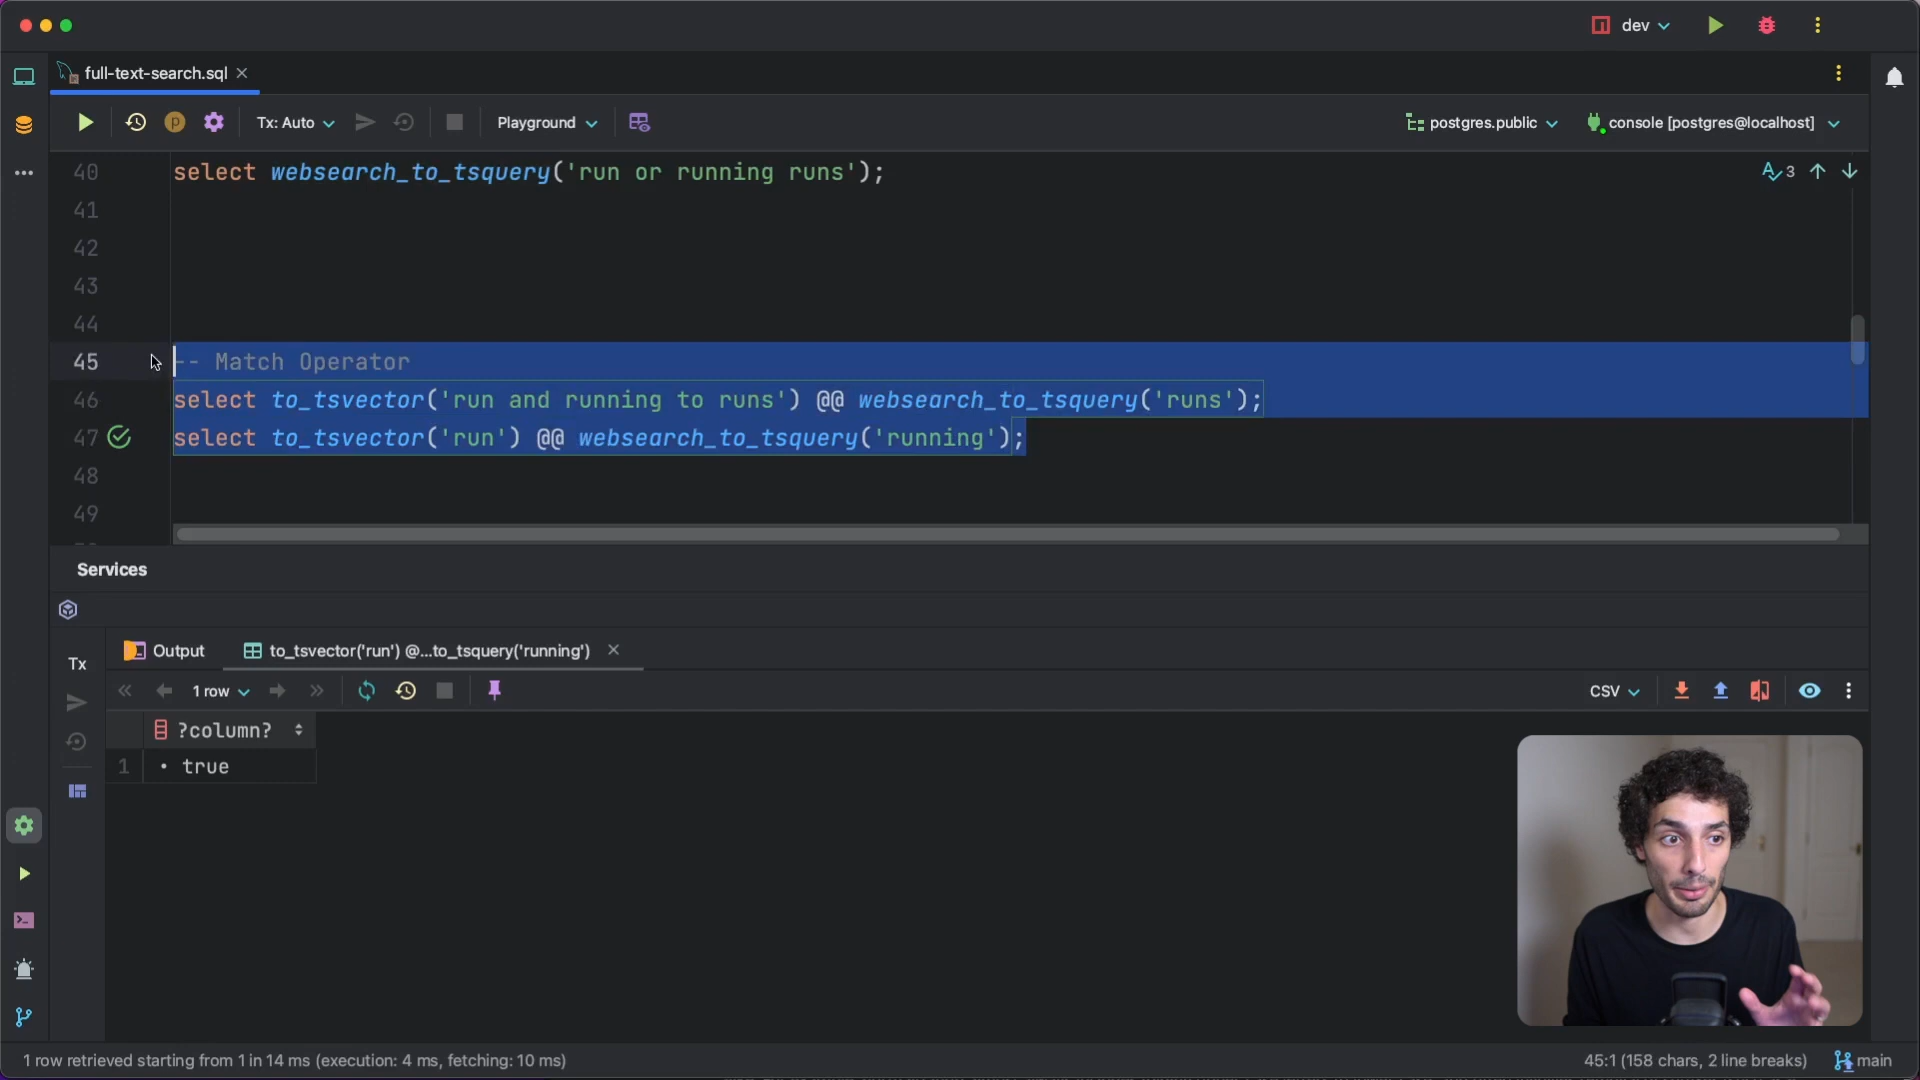 dev
full-text-search.sql
Tx: Auto
Playground
postgres.public
console [postgres@localhost]
40 select websearch_to_tsquery('run or running runs');
3
41
42
43
44
45 -- Match Operator
46 select to_tsvector('run and running to runs') @@ websearch_to_tsquery('runs');
47 select to_tsvector('run') @@ websearch_to_tsquery('running');
48
49
Services
Tx
Output
to_tsvector('run') @...to_tsquery('running')
1 row
CSV
?column?
1 true
1 row retrieved starting from 1 in 14 ms (execution: 4 ms, fetching: 10 ms)
45:1 (158 chars, 2 line breaks)
main